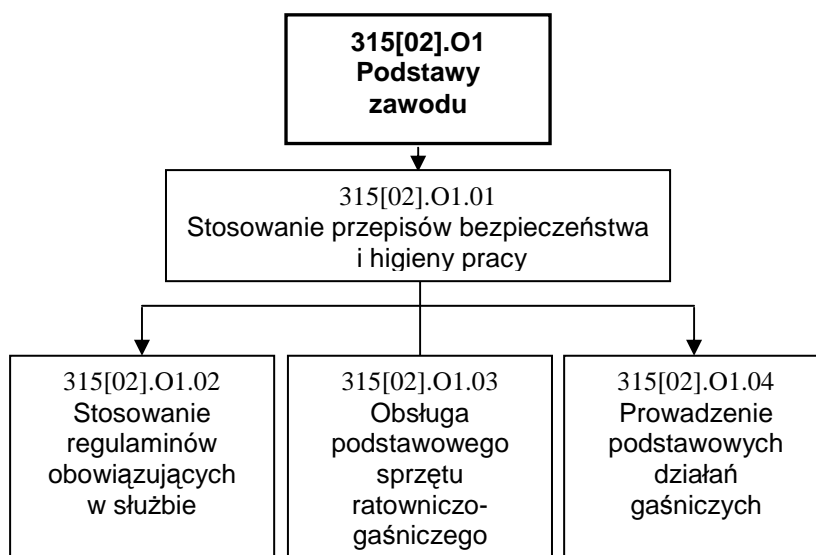 315[02].O1
Podstawy
zawodu
315[02].O1.01
Stosowanie przepisów bezpieczeństwa
i higieny pracy
315[02].O1.02
Stosowanie
regulaminów
obowiązujących
w służbie
315[02].O1.03
Obsługa
podstawowego
sprzętu
ratowniczo-
gaśniczego
315[02].O1.04
Prowadzenie
podstawowych
działań
gaśniczych